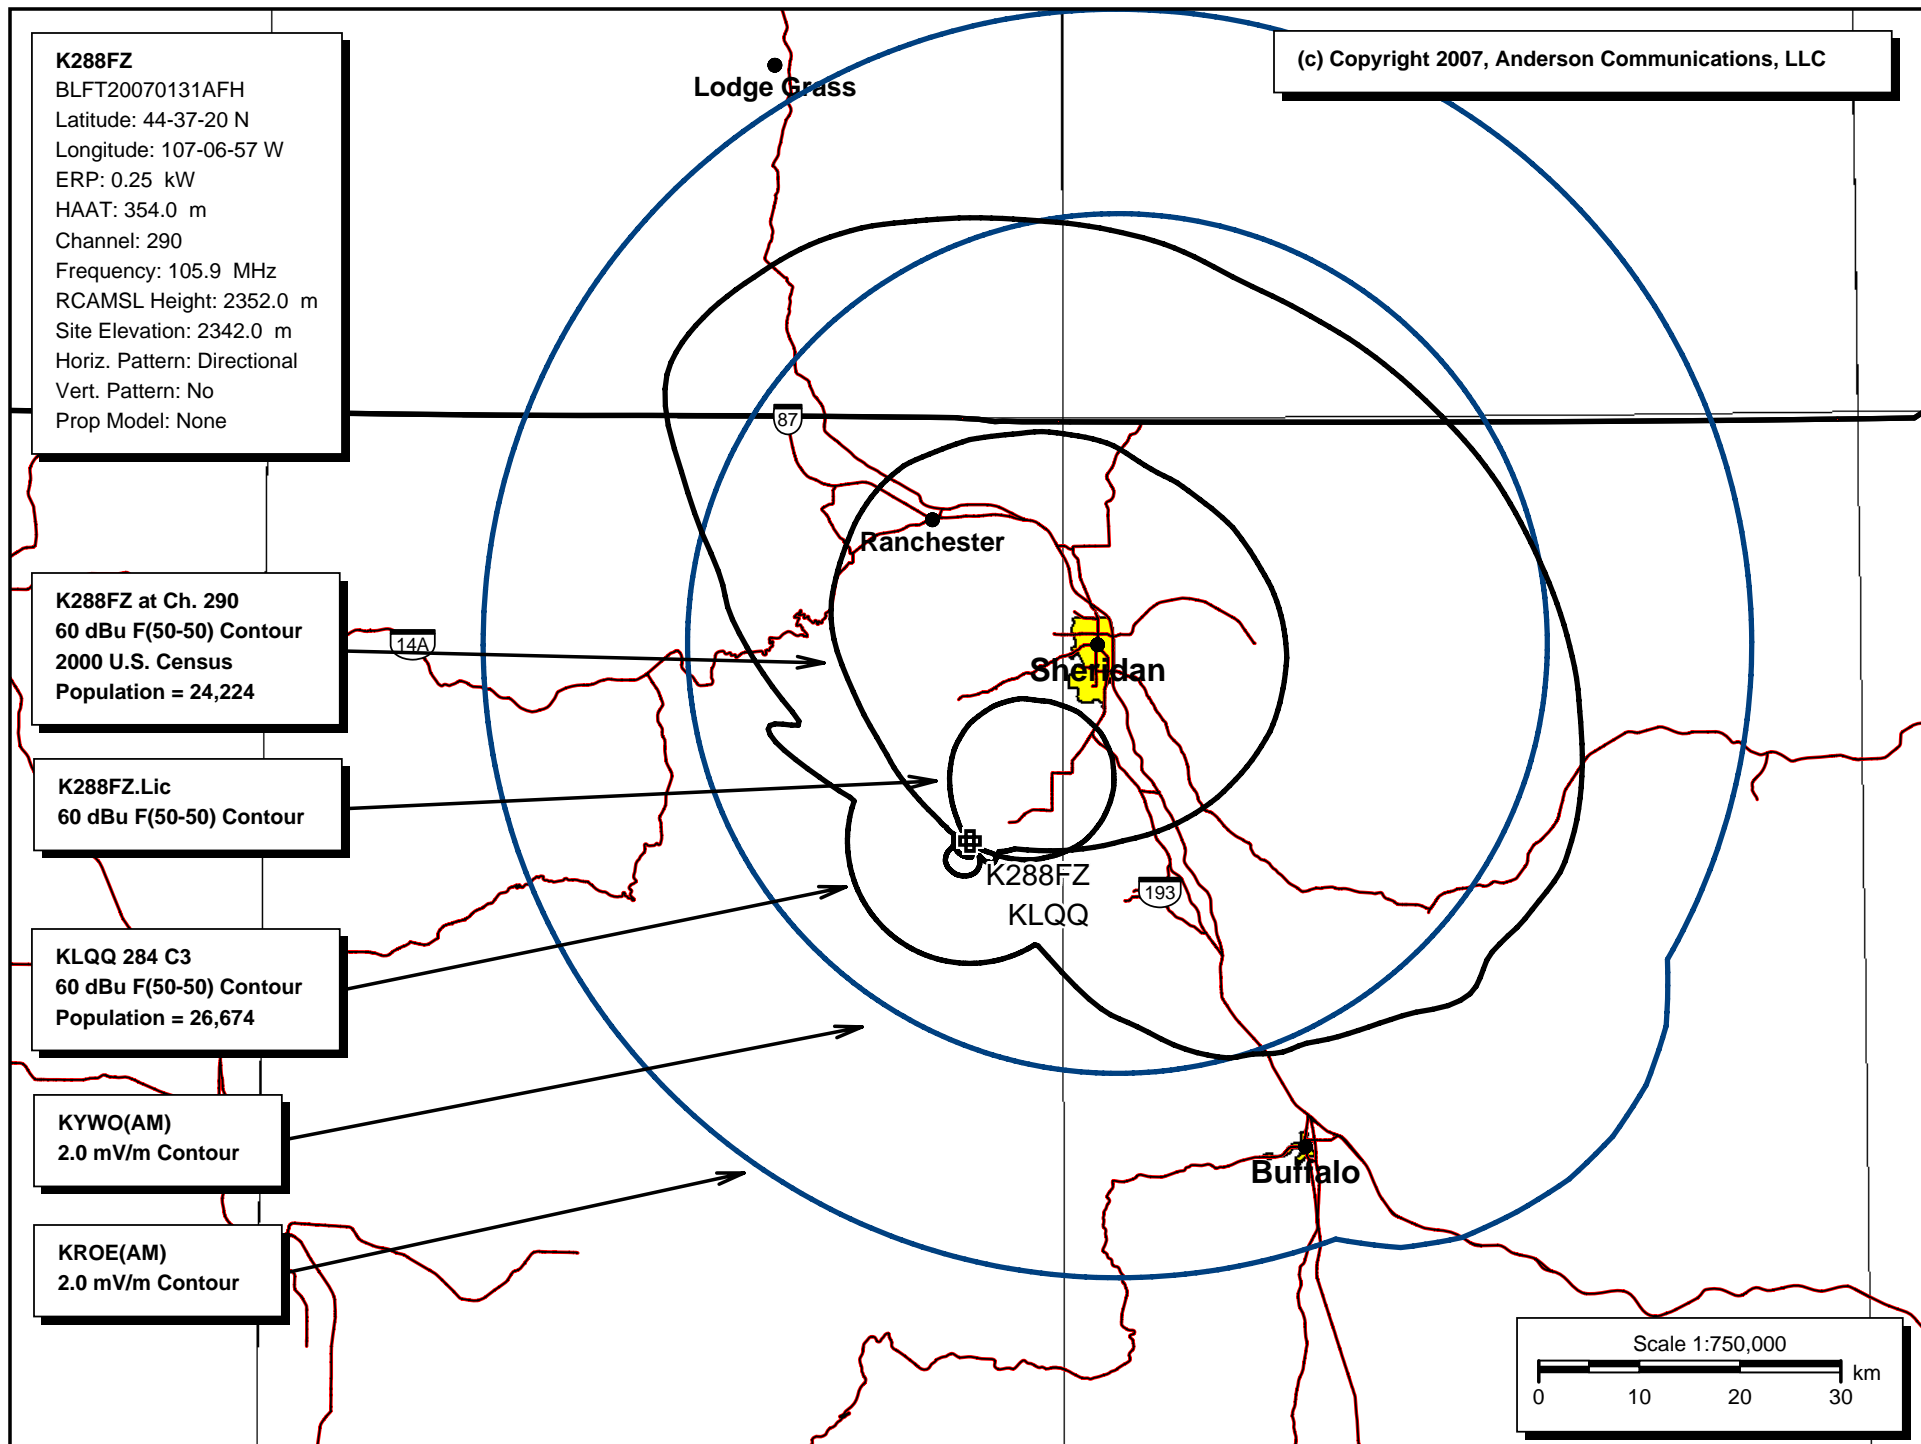 K288FZ
BLFT20070131AFH
Latitude: 44-37-20 N
Longitude: 107-06-57 W
ERP: 0.25 kW
HAAT: 354.0 m
Channel: 290
Frequency: 105.9 MHz
RCAMSL Height: 2352.0 m
Site Elevation: 2342.0 m
Horiz. Pattern: Directional
Vert. Pattern: No
Prop Model: None
(c) Copyright 2007, Anderson Communications, LLC
Lodge Grass
87
Ranchester
K288FZ at Ch. 290
60 dBu F(50-50) Contour
2000 U.S. Census
Population = 24,224
14A
Sheridan
K288FZ.Lic
60 dBu F(50-50) Contour
K288FZ
KLQQ
193
KLQQ 284 C3
60 dBu F(50-50) Contour
Population = 26,674
KYWO(AM)
2.0 mV/m Contour
Buffalo
KROE(AM)
2.0 mV/m Contour
Scale 1:750,000
km
0 10 20 30